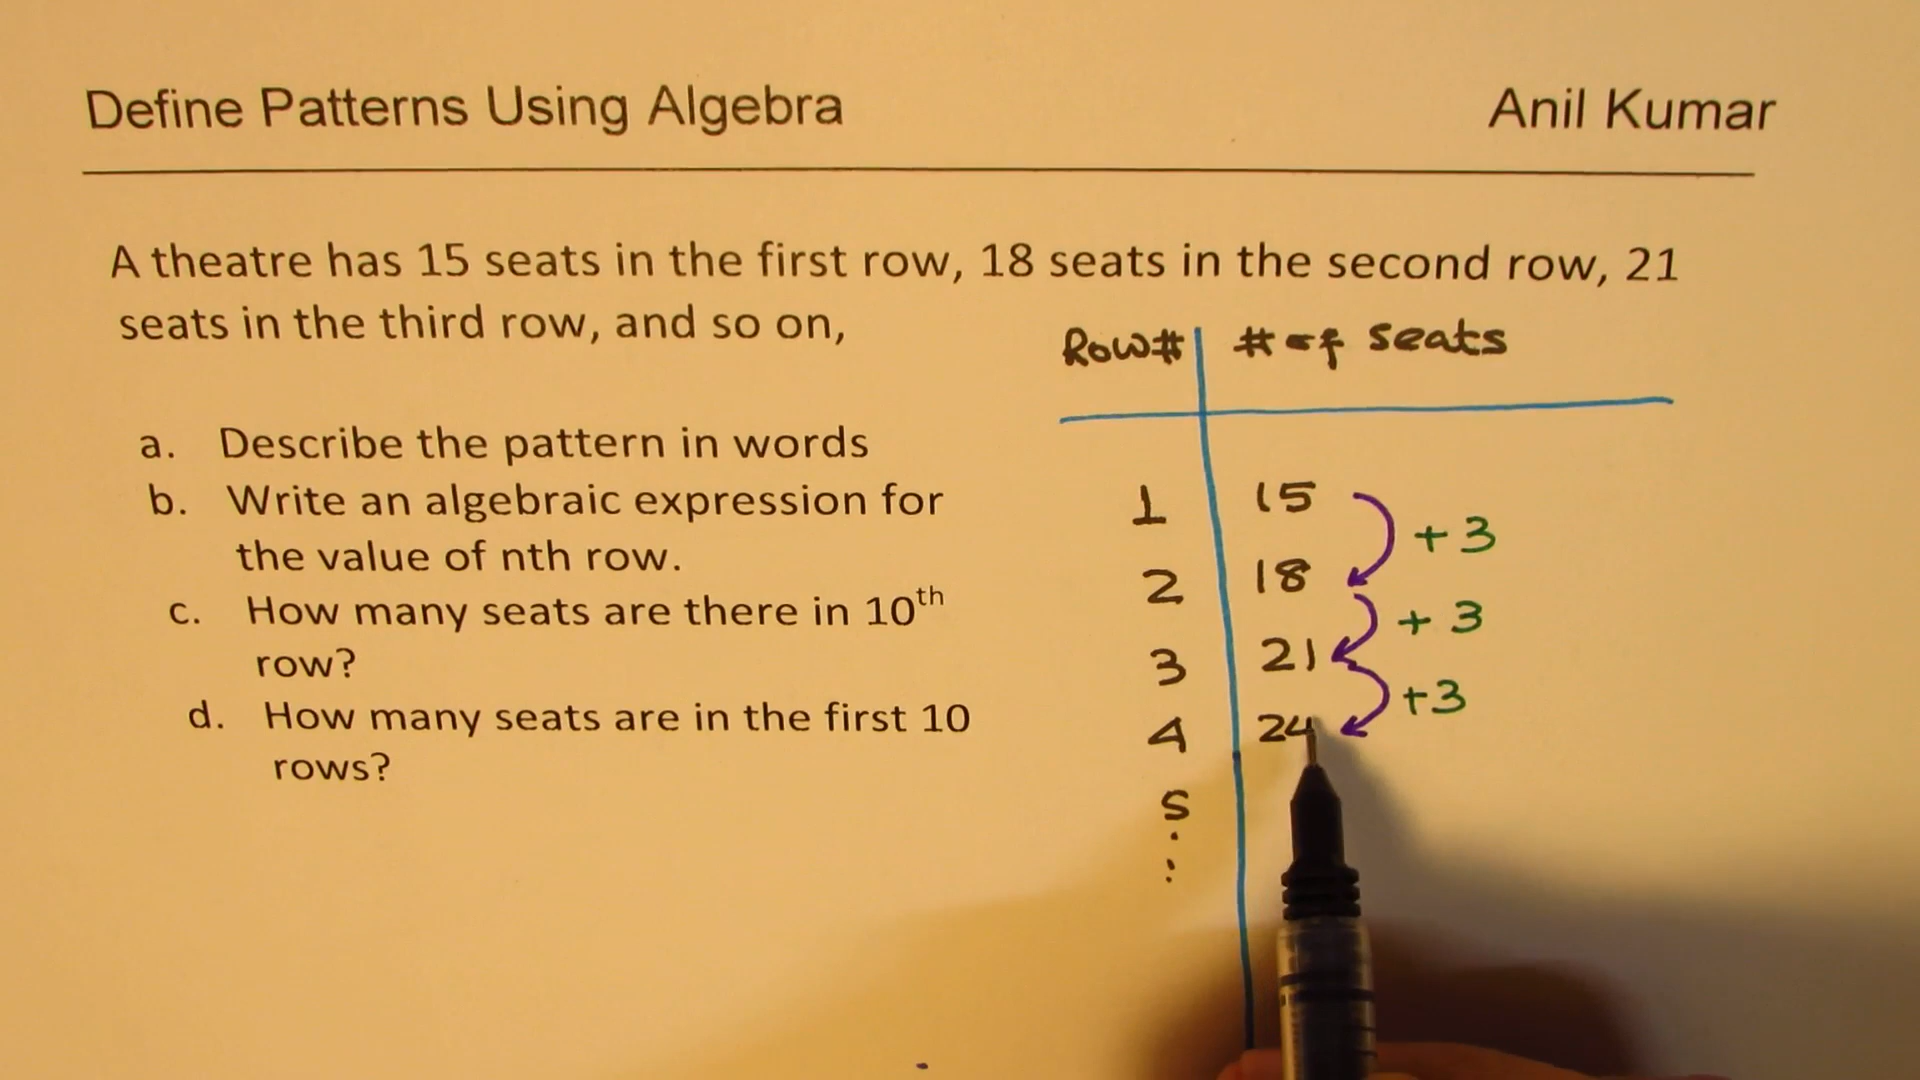 Define Patterns Using Algebra
Anil Kumar
A theatre has 15 seats in the first row, 18 seats in the second row, 21
seats in the third row, and so on,
a. Describe the pattern in words
b. Write an algebraic expression for
the value of nth row.
c. How many seats are there in 10th
row?
d. How many seats are in the first 10
rows?
Row# # of seats
1 15
+3
2 18
+3
3 21
+3
4 24
5
: